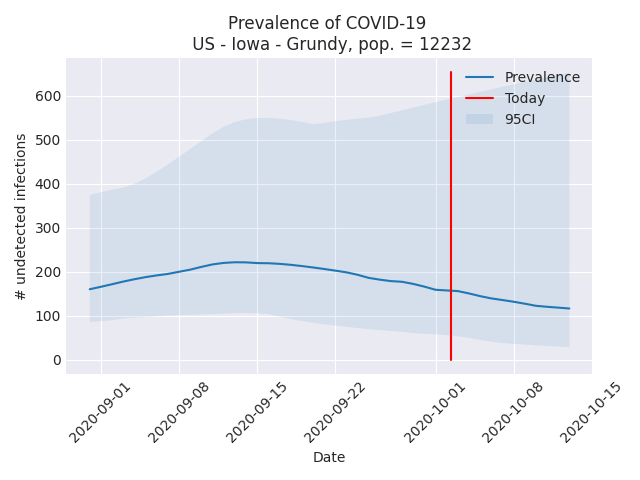 Prevalence of COVID-19
US - Iowa - Grundy, pop. = 12232
Prevalence
Today
95CI
# undetected infections
600
500
400
300
200
100
0
2020-09-01
2020-09-08
2020-09-15
2020-09-22
2020-10-01
2020-10-08
2020-10-15
Date